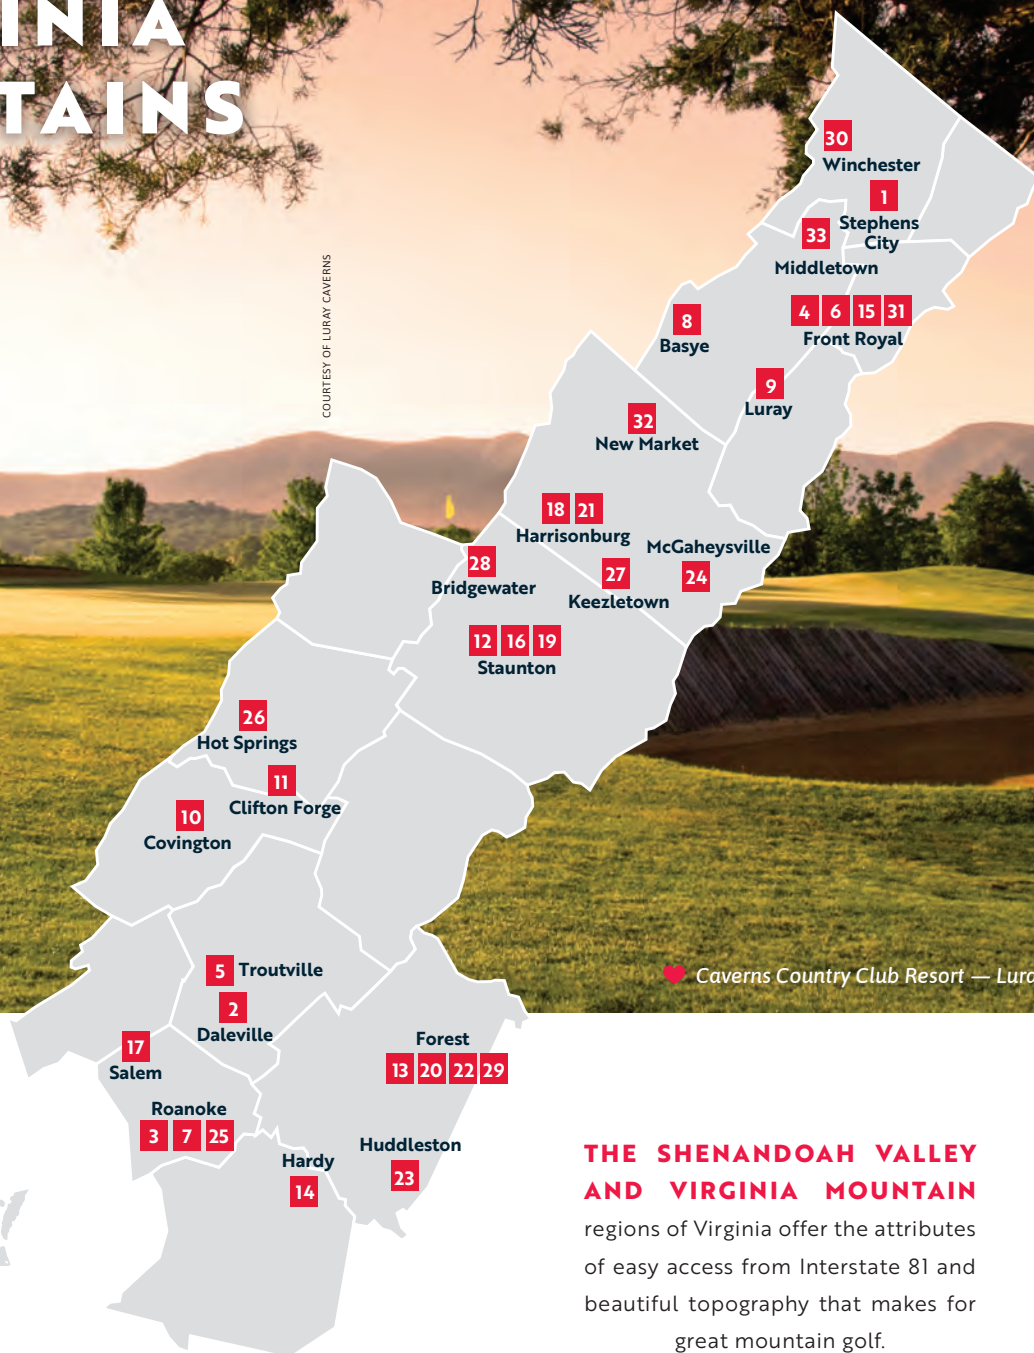 INIA
TAINS
COURTESY OF LURAY CAVERNS
30
Winchester
1
Stephens
City
33
Middletown
4 6 15 31
Front Royal
8
Basye
9
Luray
32
New Market
18 21
Harrisonburg
McGaheysville
24
28
Bridgewater
27
Keezletown
12 16 19
Staunton
26
Hot Springs
11
Clifton Forge
10
Covington
5 Troutville
2
Daleville
Caverns Country Club Resort — Lura
17
Salem
Forest
13 20 22 29
Roanoke
3 7 25
Hardy
14
Huddleston
23
THE SHENANDOAH VALLEY
AND VIRGINIA MOUNTAIN
regions of Virginia offer the attributes
of easy access from Interstate 81 and
beautiful topography that makes for
great mountain golf.